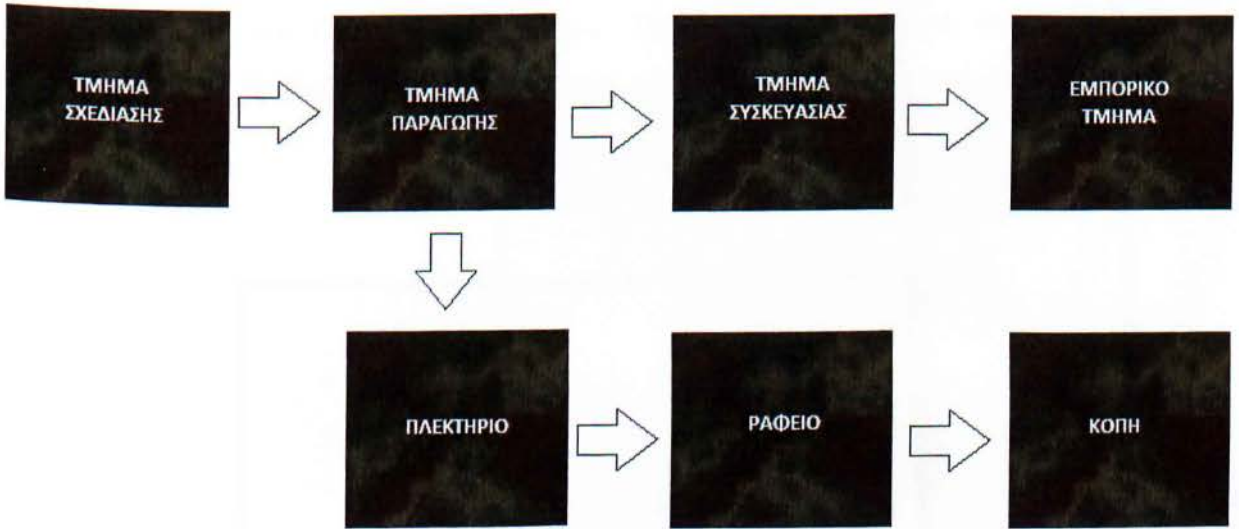 ΤΜΗΜΑ
ΣΧΕΔΙΑΣΗΣ
ΤΜΗΜΑ
ΠΑΡΑΓΩΓΗΣ
ΤΜΗΜΑ
ΣΥΣΚΕΥΑΣΙΑΣ
ΕΜΠΟΡΙΚΟ
ΤΜΗΜΑ
ΠΛΕΚΤΗΡΙΟ
ΡΑΦΕΙΟ
ΚΟΠΗ